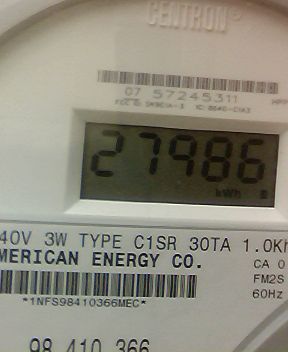 CENTRON®
07 57245311
27986
kWh
40V 3W TYPE C1SR 30TA 1.0Kh
MERICAN ENERGY CO.
CA 0
FM2S
60Hz
*1NFS98410366MEC*
98 410 366